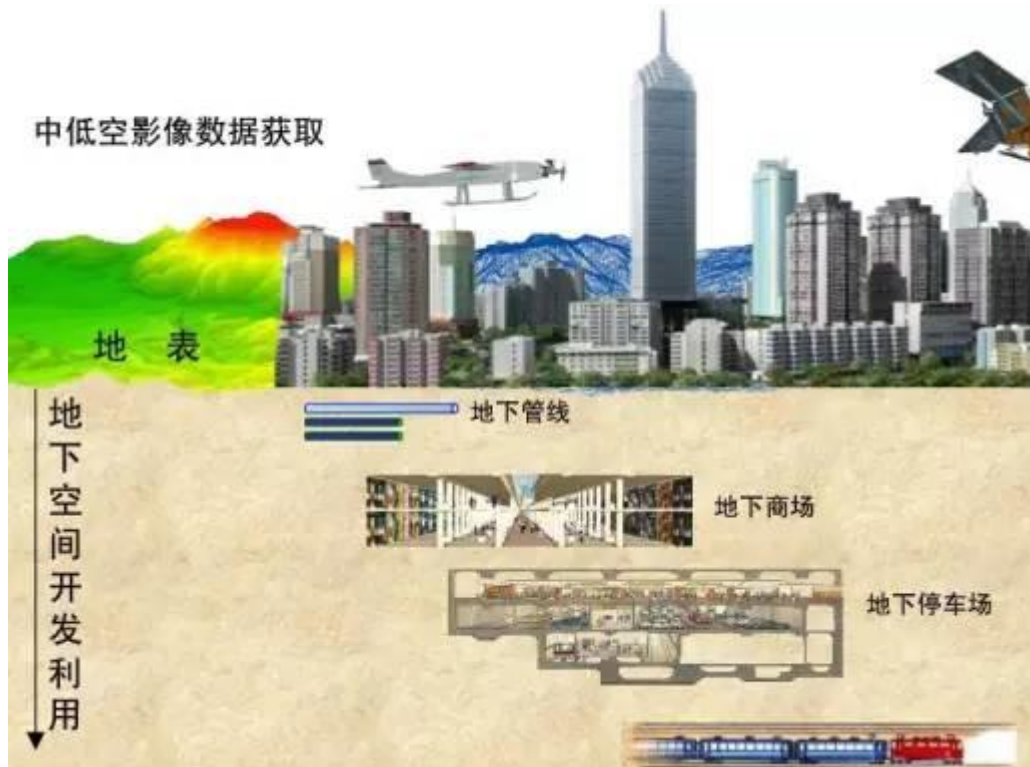 中低空影像数据获取
地 表
地下空间开发利用
地下管线
地下商场
地下停车场